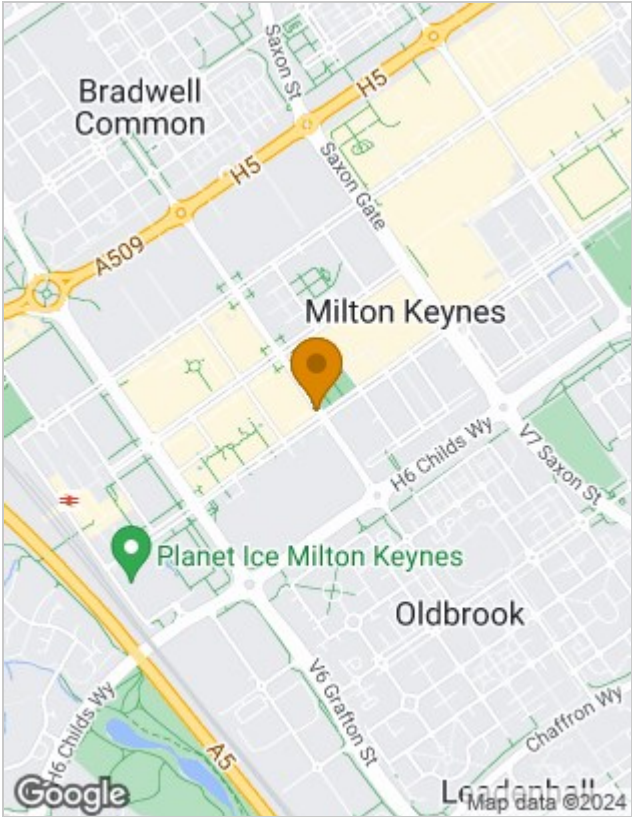 Saxon St
H5
Bradwell
Common
H5
Saxon Gate
A509
Milton Keynes
H6 Childs Wy
V7 Saxon St
Planet Ice Milton Keynes
Oldbrook
V6 Grafton St
H6 Childs Wy
A5
Chaffron Wy
Leadenhall
Google
Map data ©2024